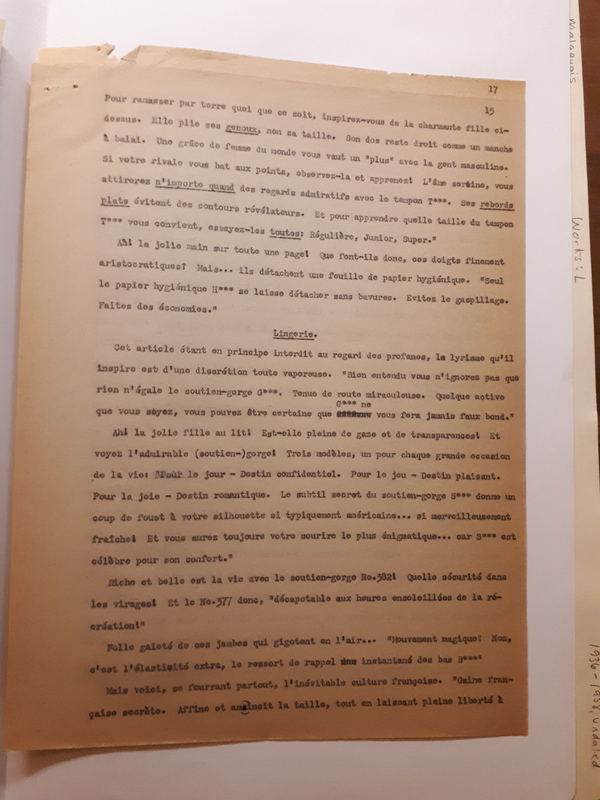 17
15
Pour ramasser par terre quoi que ce soit, inspirez-vous de la charmante fille ci-
dessus. Elle plie ses genoux, non sa taille. Son dos reste droit comme un manche
à balai. Une grâce de femme du monde vous vaut un "plus" avec la gent masculine.
Si votre rivale vous bat aux points, observez-la et apprenez! L'âme sereine, vous
attirerez n'importe quand des regards admiratifs avec le tampon T***. Ses rebords
plats évitent des contours révélateurs. Et pour apprendre quelle taille du tampon
T*** vous convient, essayez-les toutes: Régulière, Junior, Super."
Ah! la jolie main sur toute une page! Que font-ils donc, ces doigts finement
aristocratiques? Mais... ils détachent une feuille de papier hygiénique. "Seul
le papier hygiénique H*** se laisse détacher sans bavures. Evitez le gaspillage.
Faites des économies."
Lingerie.
Cet article étant en principe interdit au regard des profanes, le lyrisme qu'il
inspire est d'une discrétion toute vaporeuse. "Bien entendu vous n'ignorez pas que
rien n'égale le soutien-gorge G***. Tenue de route miraculeuse. Quelque active
G*** ne
que vous soyez, vous pouvez être certaine que vous fera jamais faux bond."
Ah! la jolie fille au lit! Est-elle pleine de gaze et de transparences! Et
voyez l'admirable (soutien-)gorge! Trois modèles, un pour chaque grande occasion
de la vie: Pour le jour - Destin confidentiel. Pour le jeu - Destin plaisant.
Pour la joie - Destin romantique. Le subtil secret du soutien-gorge S*** donne un
coup de fouet à votre silhouette si typiquement américaine... si merveilleusement
fraîche! Et vous aurez toujours votre sourire le plus énigmatique... car S*** est
célèbre pour son confort."
Riche et belle est la vie avec le soutien-gorge No.582! Quelle sécurité dans
les virages! Et le No.577 donc, "décapotable aux heures ensoleillées de la ré-
création!"
Folle gaieté de ces jambes qui gigotent en l'air... "Mouvement magique? Non,
c'est l'élasticité extra, le ressort de rappel instantané des bas B***"
Mais voici, se fourrant partout, l'inévitable culture française. "Gaine fran-
çaise secrète. Affine et amincit la taille, tout en laissant pleine liberté à
Malaquais
Works: L
1936-1958, undated